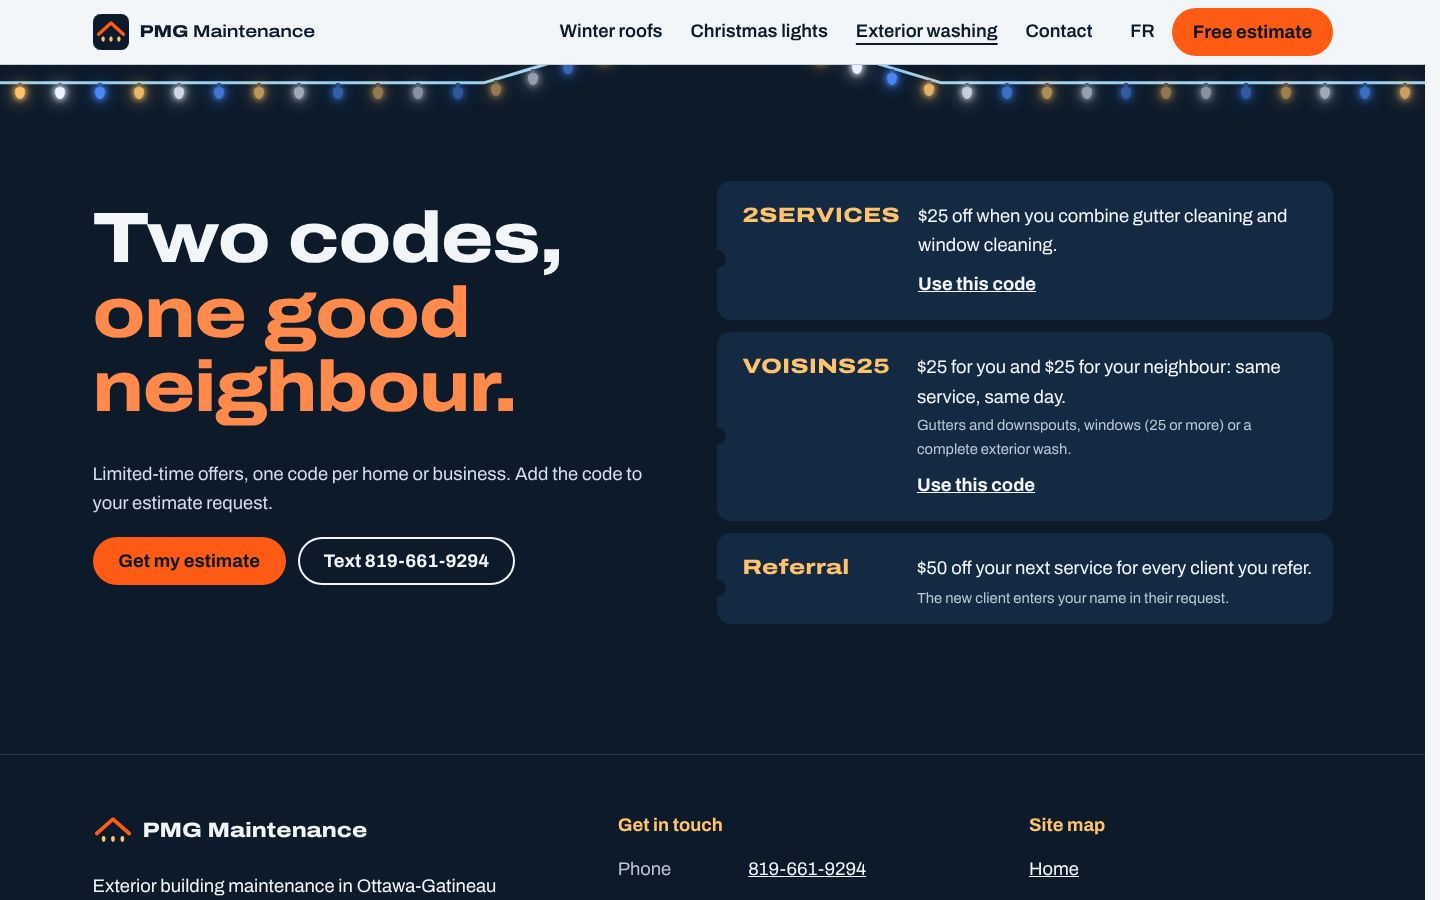 PMG Maintenance
Winter roofs
Christmas lights
Exterior washing
Contact
FR
Free estimate
Two codes,
one good
neighbour.
Limited-time offers, one code per home or business. Add the code to
your estimate request.
Get my estimate
Text 819-661-9294
2SERVICES
$25 off when you combine gutter cleaning and
window cleaning.
Use this code
VOISINS25
$25 for you and $25 for your neighbour: same
service, same day.
Gutters and downspouts, windows (25 or more) or a
complete exterior wash.
Use this code
Referral
$50 off your next service for every client you refer.
The new client enters your name in their request.
PMG Maintenance
Exterior building maintenance in Ottawa-Gatineau
Get in touch
Phone
819-661-9294
Site map
Home